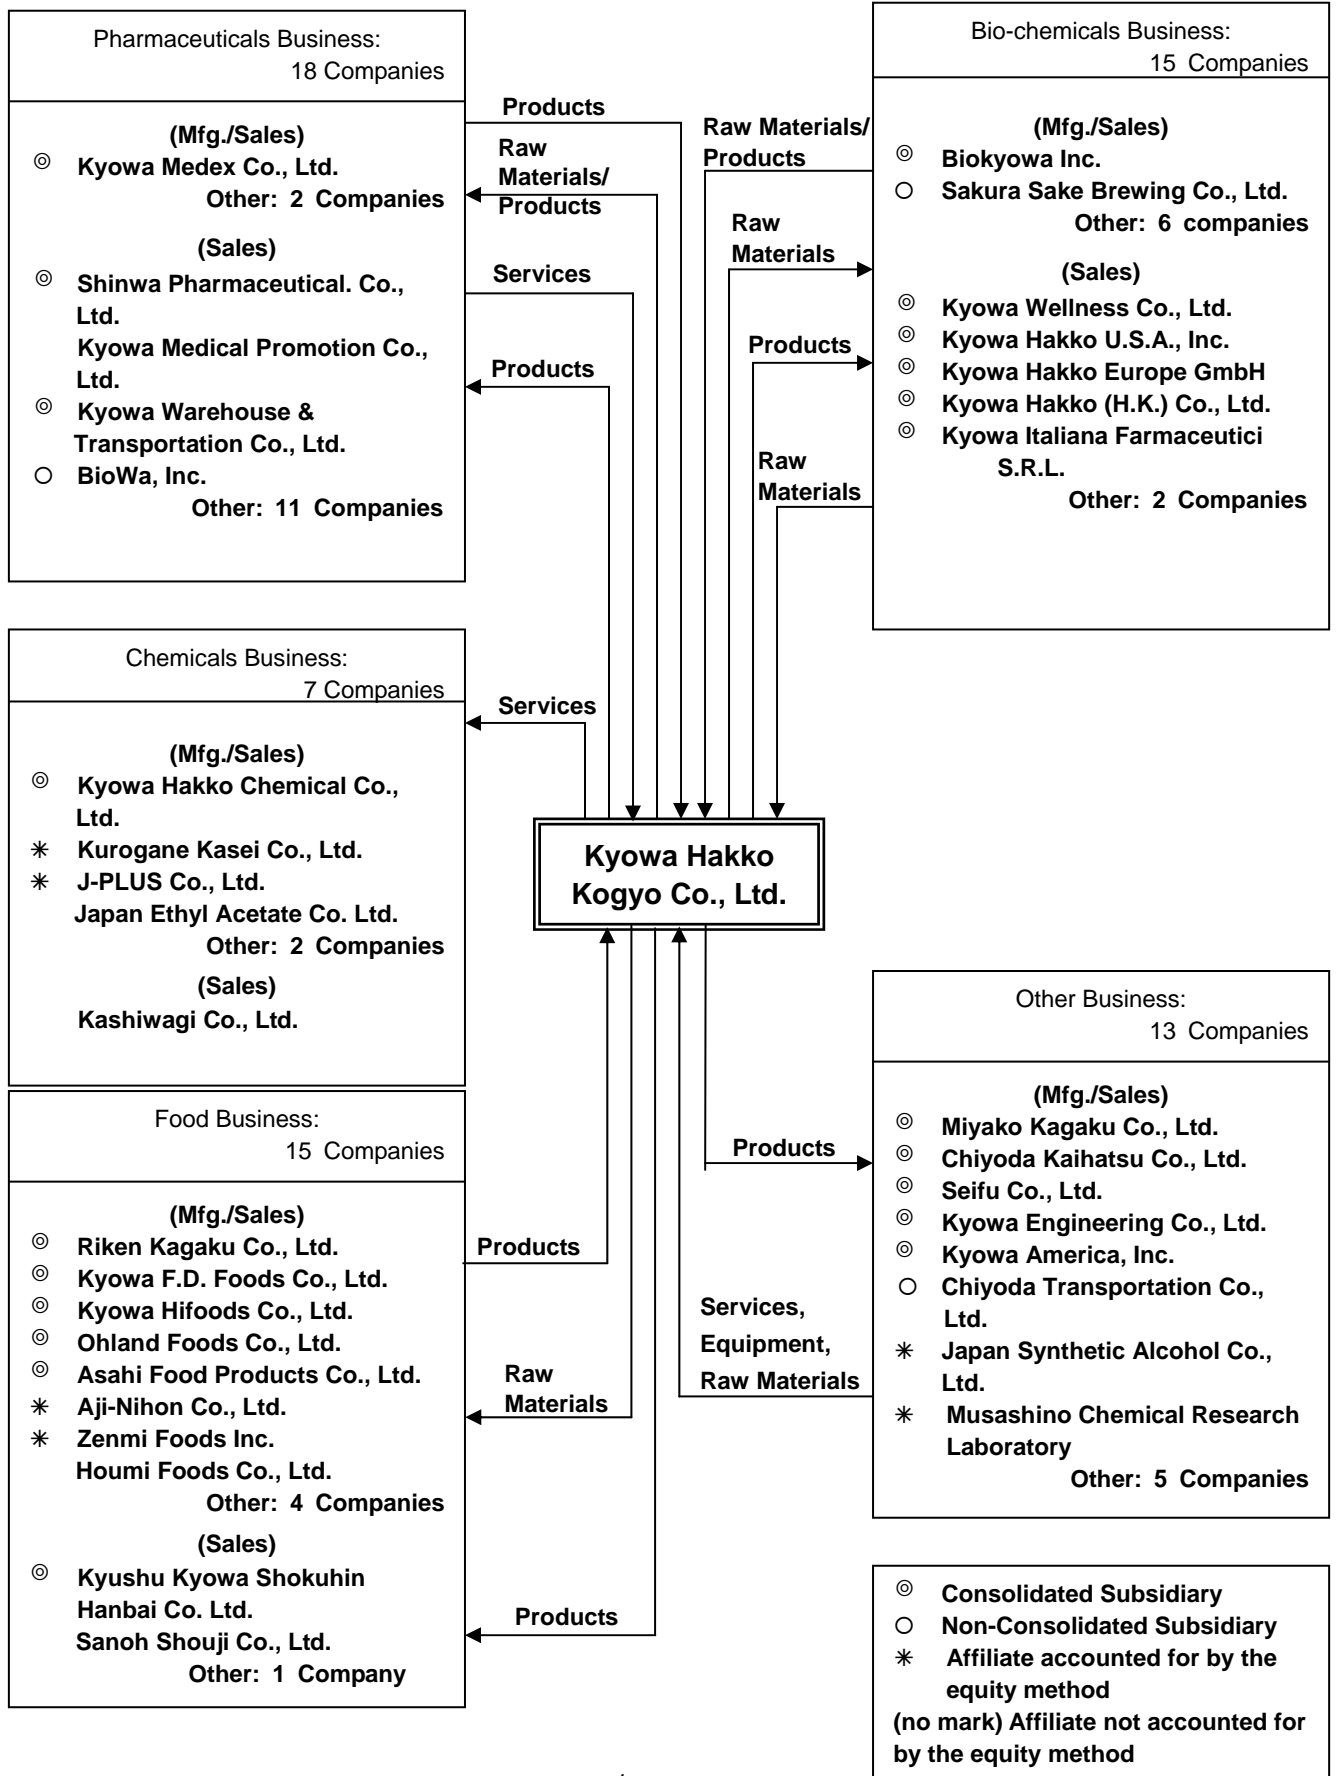 Pharmaceuticals Business:
18 Companies
(Mfg./Sales)
◎ Kyowa Medex Co., Ltd.
Other: 2 Companies
(Sales)
◎ Shinwa Pharmaceutical. Co.,
Ltd.
Kyowa Medical Promotion Co.,
Ltd.
◎ Kyowa Warehouse &
Transportation Co., Ltd.
○ BioWa, Inc.
Other: 11 Companies
Products
Raw
Materials/
Products
Services
Products
Raw Materials/
Products
Raw
Materials
Products
Raw
Materials
Bio-chemicals Business:
15 Companies
(Mfg./Sales)
◎ Biokyowa Inc.
○ Sakura Sake Brewing Co., Ltd.
Other: 6 companies
(Sales)
◎ Kyowa Wellness Co., Ltd.
◎ Kyowa Hakko U.S.A., Inc.
◎ Kyowa Hakko Europe GmbH
◎ Kyowa Hakko (H.K.) Co., Ltd.
◎ Kyowa Italiana Farmaceutici
S.R.L.
Other: 2 Companies
Chemicals Business:
7 Companies
(Mfg./Sales)
◎ Kyowa Hakko Chemical Co.,
Ltd.
＊ Kurogane Kasei Co., Ltd.
＊ J-PLUS Co., Ltd.
Japan Ethyl Acetate Co. Ltd.
Other: 2 Companies
(Sales)
Kashiwagi Co., Ltd.
Services
Kyowa Hakko
Kogyo Co., Ltd.
Food Business:
15 Companies
(Mfg./Sales)
◎ Riken Kagaku Co., Ltd.
◎ Kyowa F.D. Foods Co., Ltd.
◎ Kyowa Hifoods Co., Ltd.
◎ Ohland Foods Co., Ltd.
◎ Asahi Food Products Co., Ltd.
＊ Aji-Nihon Co., Ltd.
＊ Zenmi Foods Inc.
Houmi Foods Co., Ltd.
Other: 4 Companies
(Sales)
◎ Kyushu Kyowa Shokuhin
Hanbai Co. Ltd.
Sanoh Shouji Co., Ltd.
Other: 1 Company
Products
Raw
Materials
Products
Products
Services,
Equipment,
Raw Materials
Other Business:
13 Companies
(Mfg./Sales)
◎ Miyako Kagaku Co., Ltd.
◎ Chiyoda Kaihatsu Co., Ltd.
◎ Seifu Co., Ltd.
◎ Kyowa Engineering Co., Ltd.
◎ Kyowa America, Inc.
○ Chiyoda Transportation Co.,
Ltd.
＊ Japan Synthetic Alcohol Co.,
Ltd.
＊ Musashino Chemical Research
Laboratory
Other: 5 Companies
◎ Consolidated Subsidiary
○ Non-Consolidated Subsidiary
＊ Affiliate accounted for by the
equity method
(no mark) Affiliate not accounted for
by the equity method